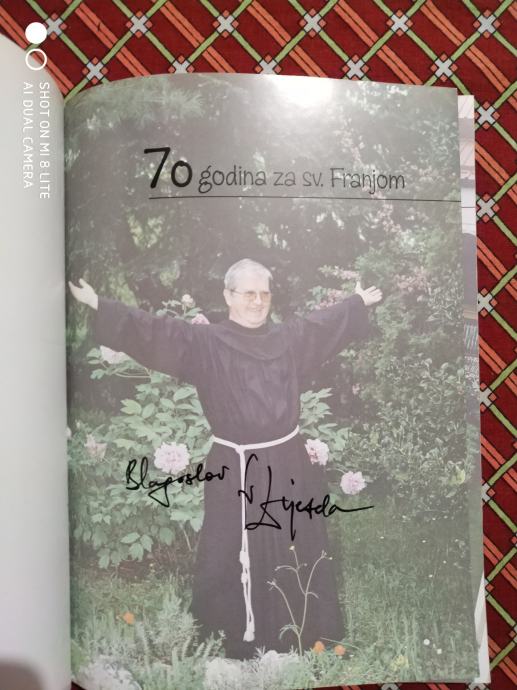 SHOT ON MI 8 LITE
AI DUAL CAMERA
70 godina za sv. Franjom
Blagoslov